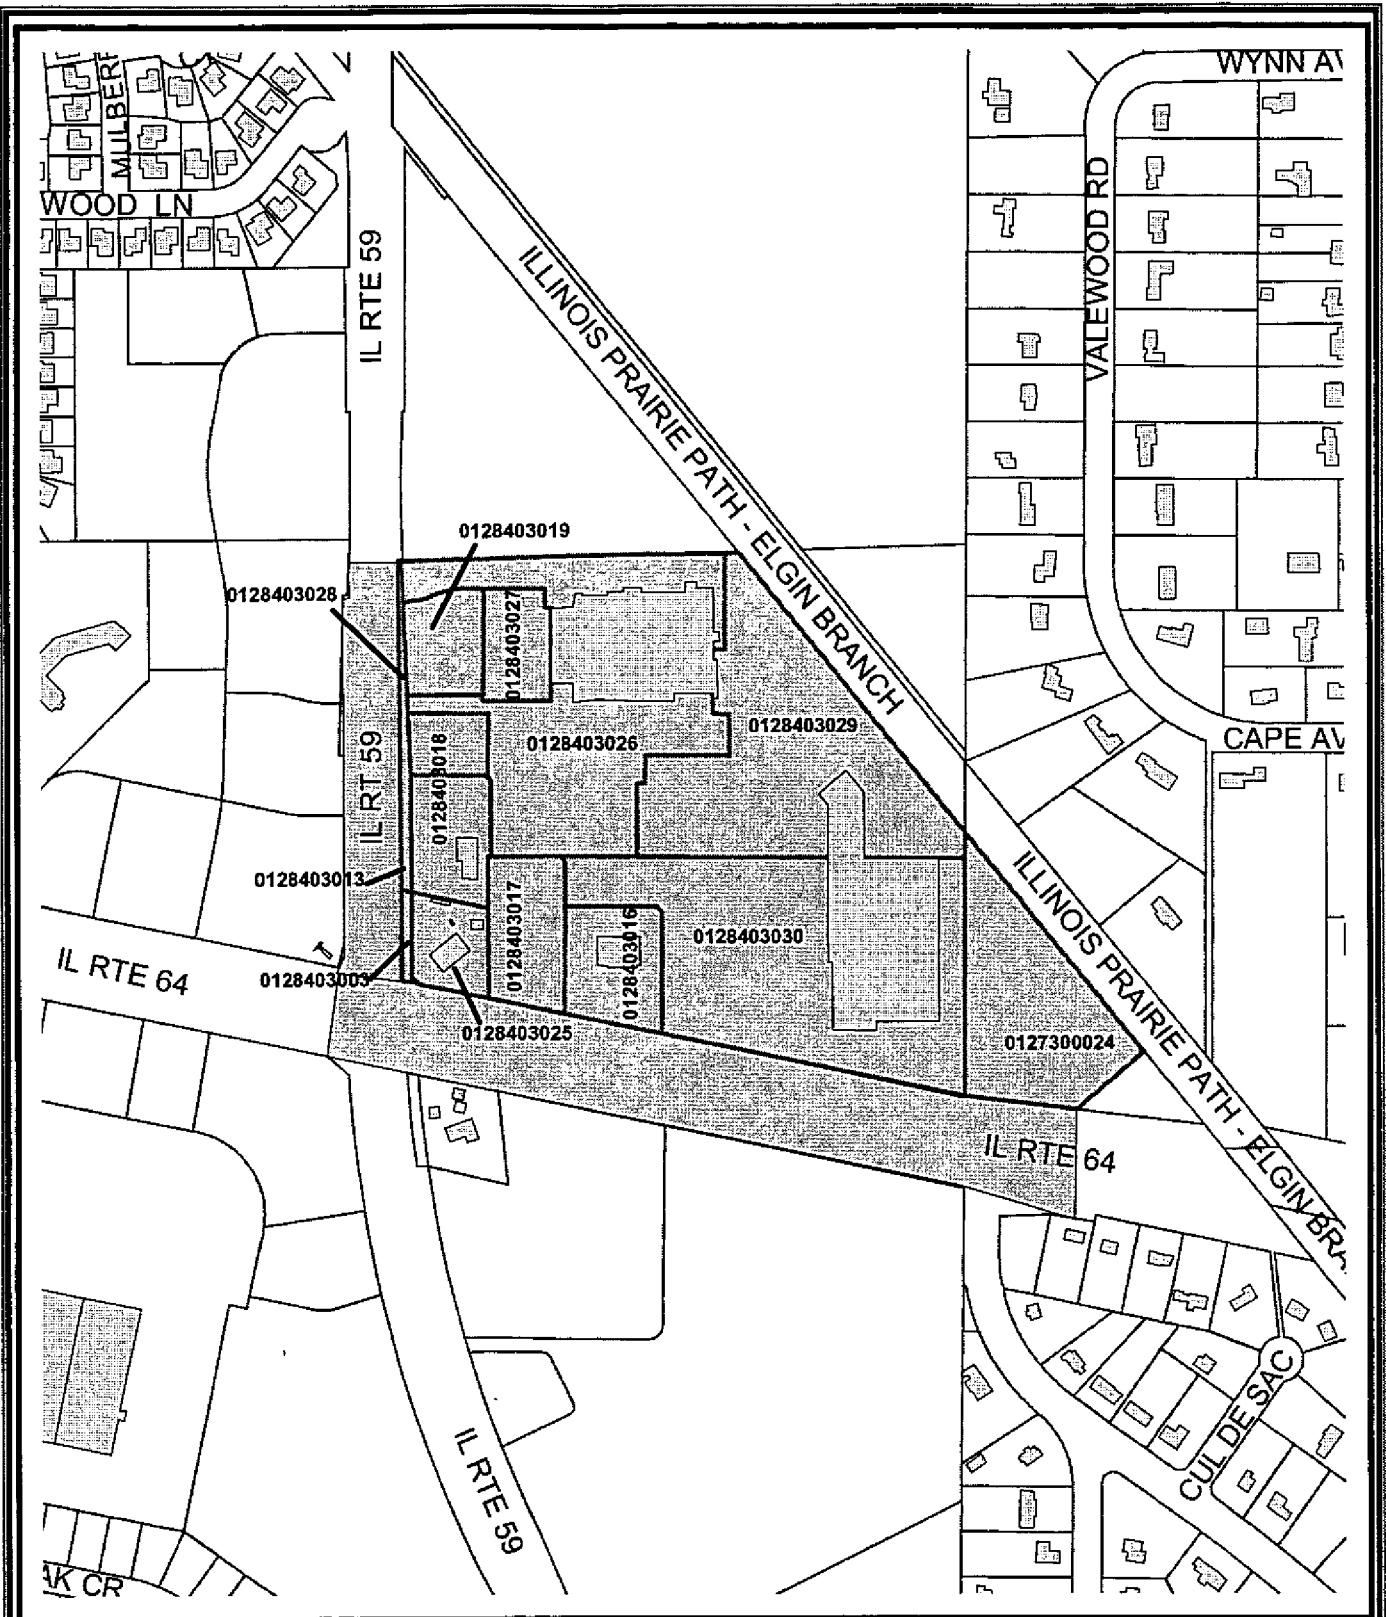 WYNN AV
MULBERR
WOOD LN
VALEWOOD RD
IL RTE 59
ILLINOIS PRAIRIE PATH - ELGIN BRANCH
0128403019
0128403028
0128403027
0128403029
CAPE AV
0128403026
0128403018
IL RT 59
0128403013
0128403017
0128403016
0128403030
ILLINOIS PRAIRIE PATH - ELGIN BRA
IL RTE 64
0128403003
0128403025
0127300024
IL RTE 64
CUL DE SAC
IL RTE 59
AK CR